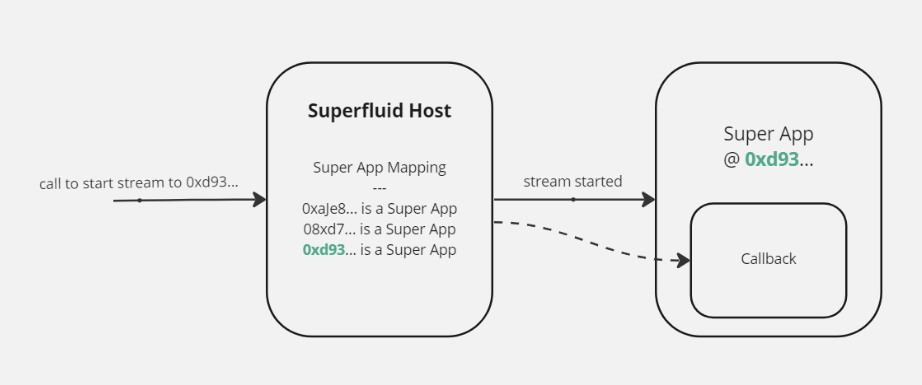 Superfluid Host
Super App Mapping
---
0xaJe8... is a Super App
08xd7... is a Super App
0xd93... is a Super App
call to start stream to 0xd93...
stream started
Super App
@ 0xd93...
Callback